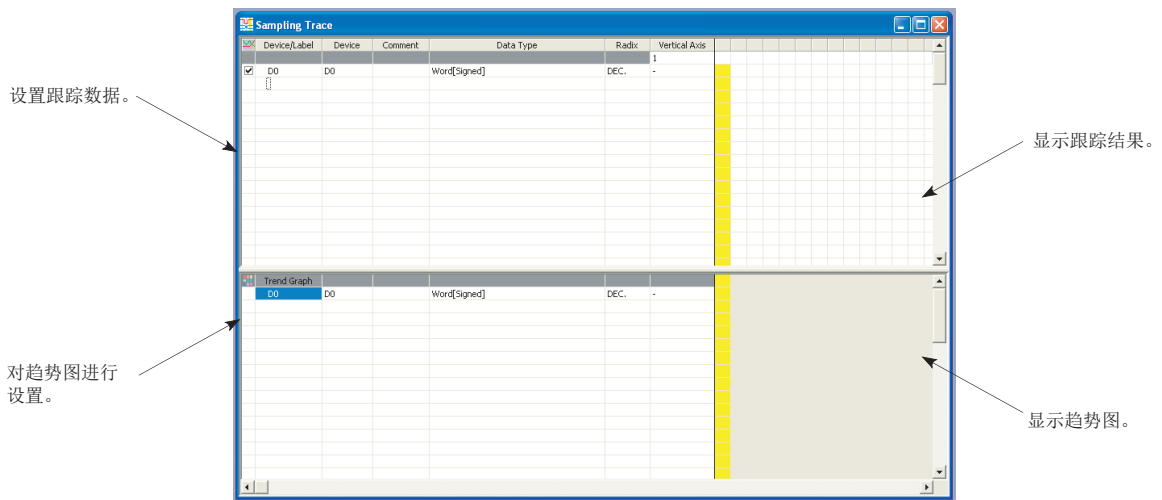 Sampling Trace
Device/Label Device Comment Data Type Radix Vertical Axis
1
D0 D0 Word[Signed] DEC. -
设置跟踪数据。
显示跟踪结果。
Trend Graph
D0 D0 Word[Signed] DEC. -
对趋势图进行
设置。
显示趋势图。